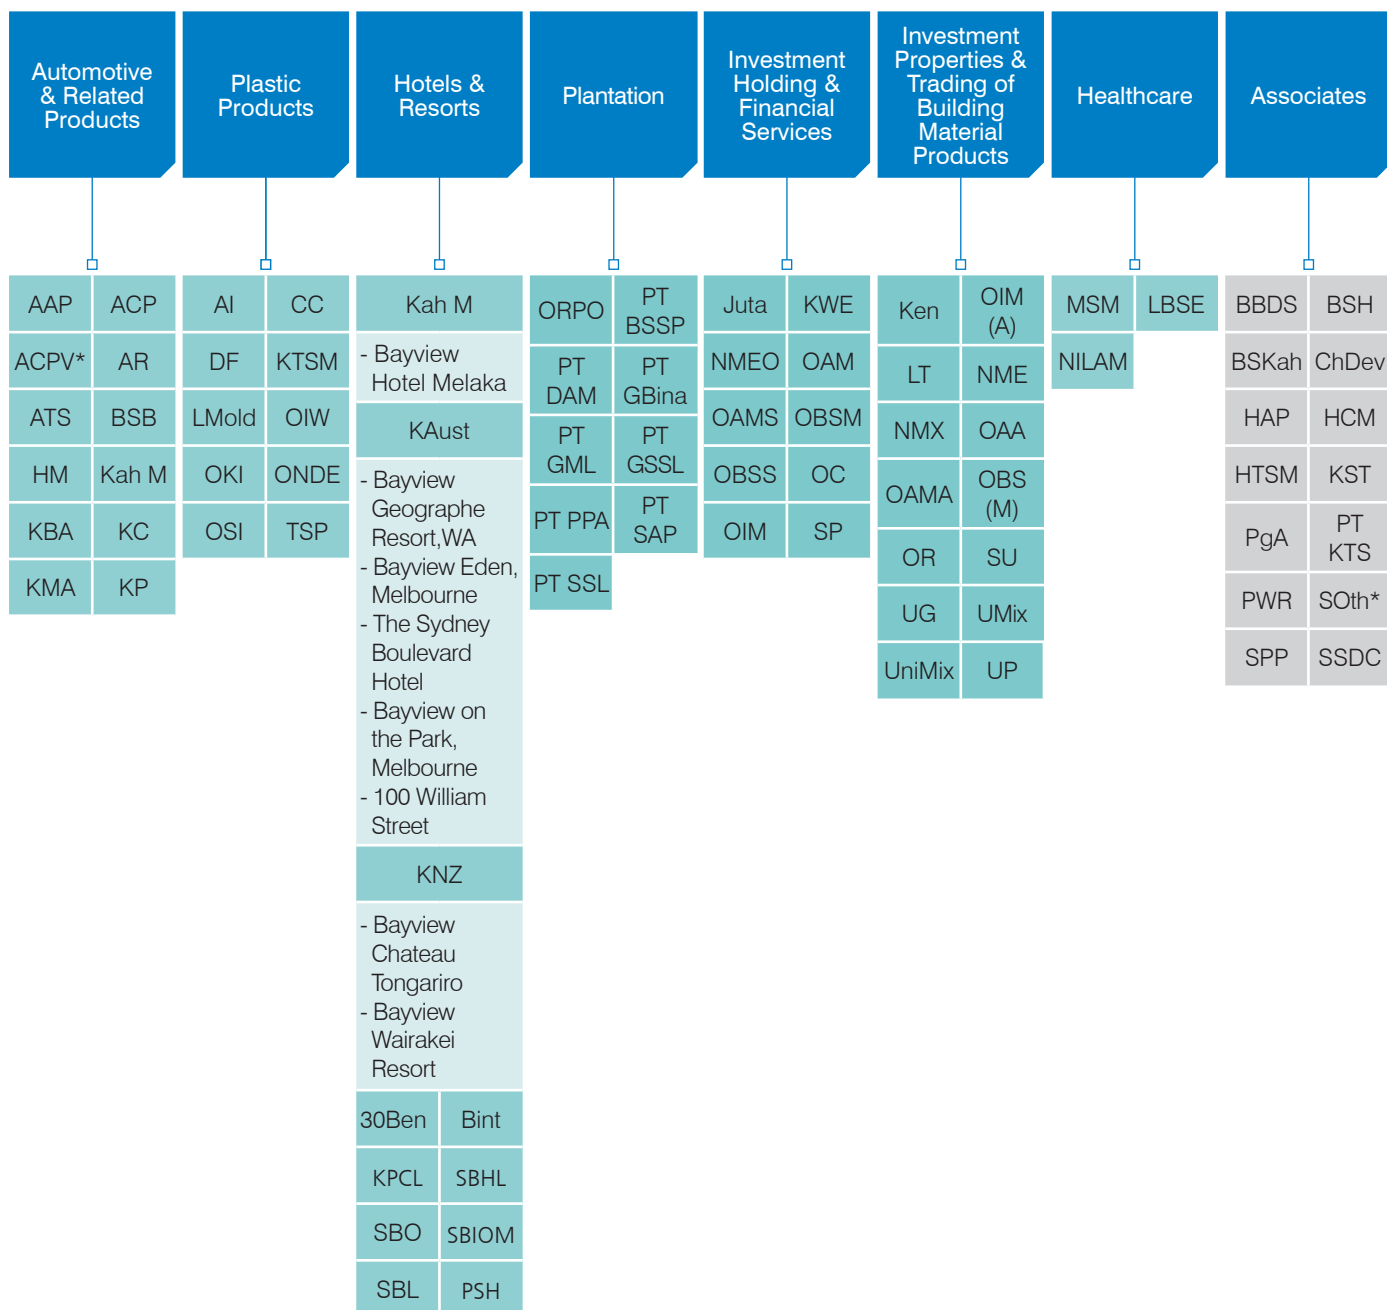 Automotive
& Related
Products
Plastic
Products
Hotels &
Resorts
Plantation
Investment
Holding &
Financial
Services
Investment
Properties &
Trading of
Building
Material
Products
Healthcare
Associates
AAP ACP
ACPV* AR
ATS BSB
HM Kah M
KBA KC
KMA KP
AI CC
DF KTSM
LMold OIW
OKI ONDE
OSI TSP
Kah M
- Bayview
Hotel Melaka
KAust
- Bayview
Geographe
Resort,WA
- Bayview Eden,
Melbourne
- The Sydney
Boulevard
Hotel
- Bayview on
the Park,
Melbourne
- 100 William
Street
KNZ
- Bayview
Chateau
Tongariro
- Bayview
Wairakei
Resort
30Ben Bint
KPCL SBHL
SBO SBIOM
SBL PSH
ORPO
PT
BSSP
PT
DAM
PT
GBina
PT
GML
PT
GSSL
PT PPA
PT
SAP
PT SSL
Juta KWE
NMEO OAM
OAMS OBSM
OBSS OC
OIM SP
Ken
OIM
(A)
LT NME
NMX OAA
OAMA
OBS
(M)
OR SU
UG UMix
UniMix UP
MSM LBSE
NILAM
BBDS BSH
BSKah ChDev
HAP HCM
HTSM KST
PgA
PT
KTS
PWR SOth*
SPP SSDC